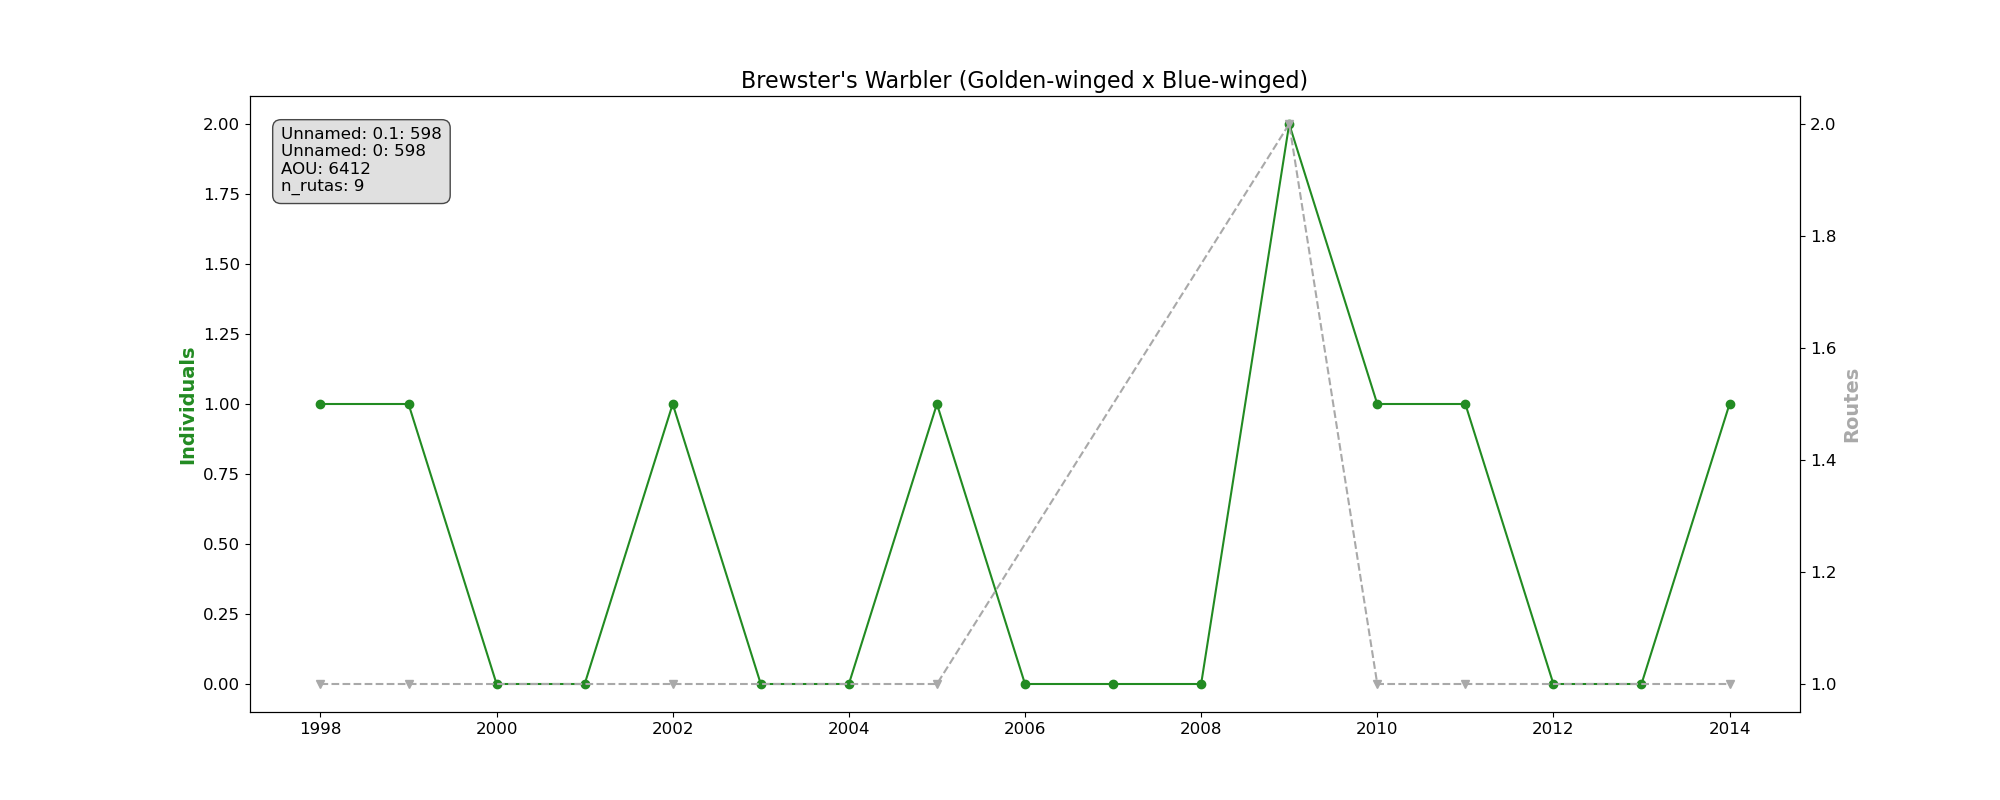 Brewster's Warbler (Golden-winged x Blue-winged)
Unnamed: 0.1: 598
Unnamed: 0: 598
AOU: 6412
n_rutas: 9
Individuals
2.00
1.75
1.50
1.25
1.00
0.75
0.50
0.25
0.00
2.0
1.8
1.6
1.4
1.2
1.0
Routes
1998 2000 2002 2004 2006 2008 2010 2012 2014